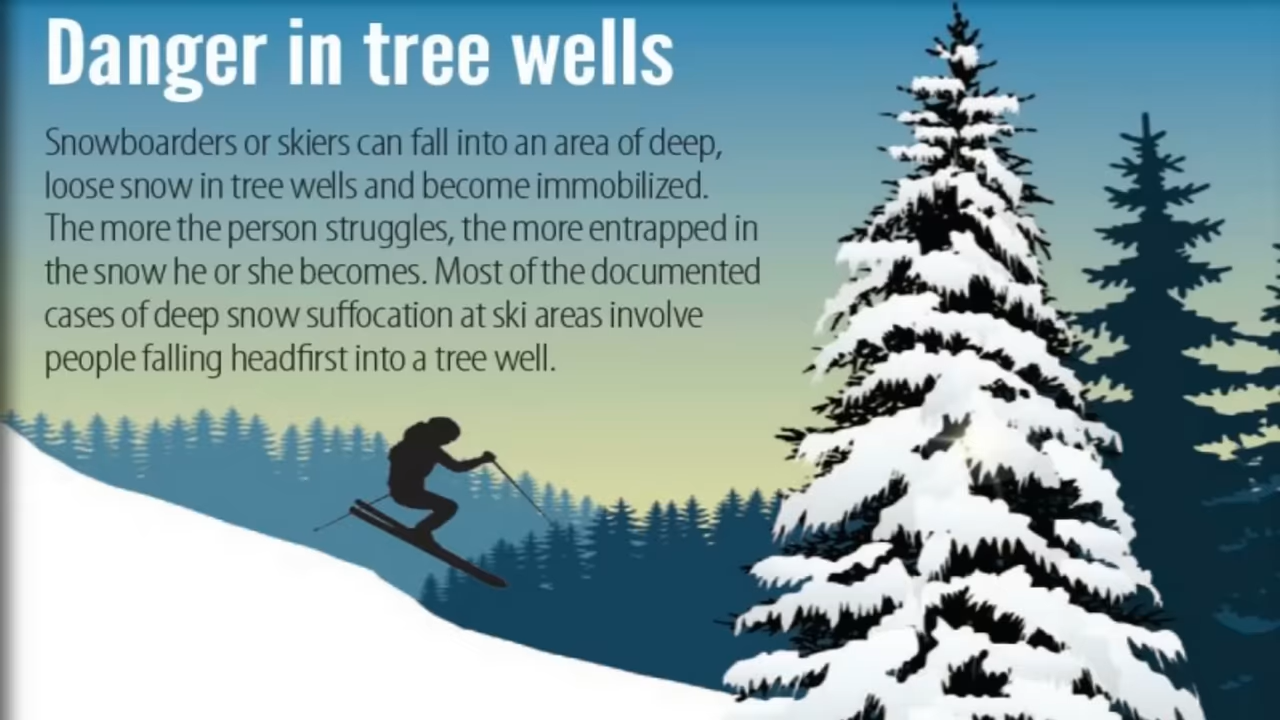 Danger in tree wells
Snowboarders or skiers can fall into an area of deep,
loose snow in tree wells and become immobilized.
The more the person struggles, the more entrapped in
the snow he or she becomes. Most of the documented
cases of deep snow suffocation at ski areas involve
people falling headfirst into a tree well.